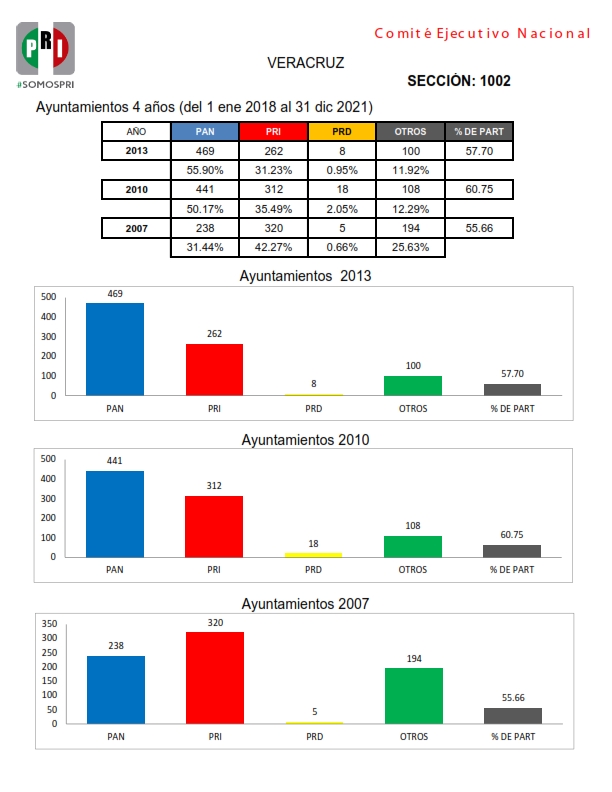 Comité Ejecutivo Nacional
PRI
#SOMOSPRI
VERACRUZ
SECCIÓN: 1002
Ayuntamientos 4 años (del 1 ene 2018 al 31 dic 2021)
AÑO PAN PRI PRD OTROS % DE PART
2013 469 262 8 100 57.70
55.90% 31.23% 0.95% 11.92%
2010 441 312 18 108 60.75
50.17% 35.49% 2.05% 12.29%
2007 238 320 5 194 55.66
31.44% 42.27% 0.66% 25.63%
Ayuntamientos 2013
500
400
300
200
100
0
469 262 8 100 57.70
PAN PRI PRD OTROS % DE PART
Ayuntamientos 2010
500
400
300
200
100
0
441 312 18 108 60.75
PAN PRI PRD OTROS % DE PART
Ayuntamientos 2007
350
300
250
200
150
100
50
0
238 320 5 194 55.66
PAN PRI PRD OTROS % DE PART